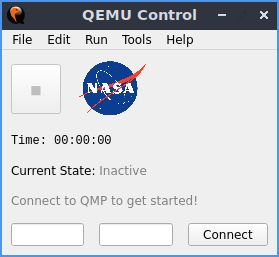 QEMU Control
File Edit Run Tools Help
NASA
Time: 00:00:00
Current State: Inactive
Connect to QMP to get started!
Connect